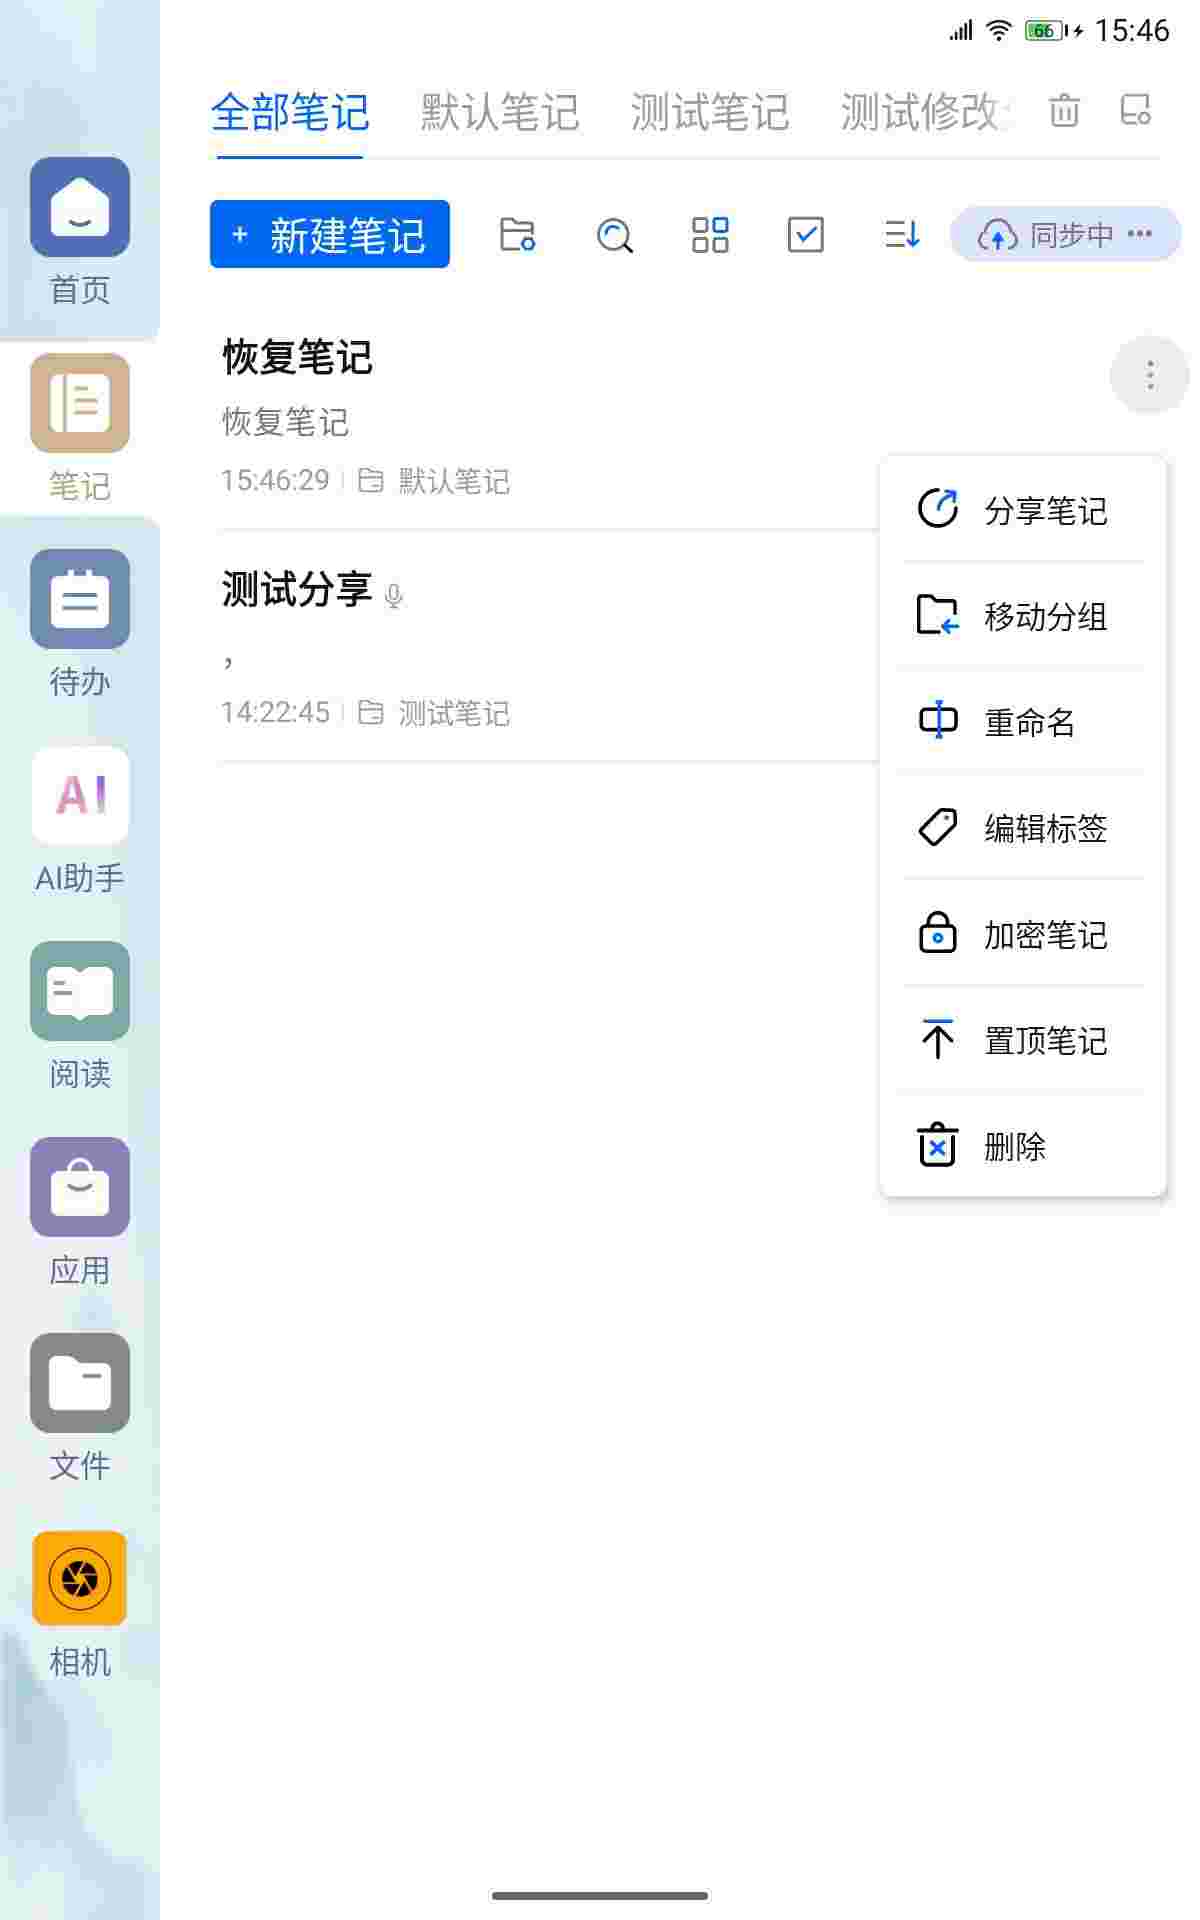 66 15:46
全部笔记 默认笔记 测试笔记 测试修改
+ 新建笔记 同步中 •••
首页
笔记
待办
AI
AI助手
阅读
应用
文件
相机
恢复笔记
恢复笔记
15:46:29 默认笔记
测试分享
，
14:22:45 测试笔记
分享笔记
移动分组
重命名
编辑标签
加密笔记
置顶笔记
删除